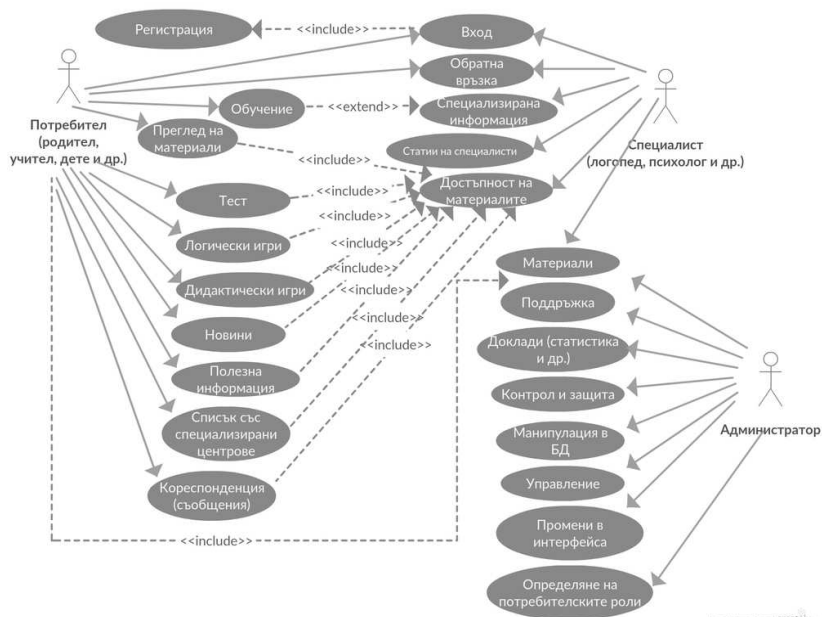 Регистрация
<<include>>
Вход
Обратна
връзка
Обучение
<<extend>>
Специализирана
информация
Потребител
(родител,
учител, дете и др.)
Преглед на
материали
Специалист
(логопед, психолог и др.)
<<include>>
Статии на специалисти
Достъпност на
материалите
Тест
<<include>>
Логически игри
<<include>>
<<include>>
Дидактически игри
<<include>>
<<include>>
Новини
<<include>>
<<include>>
Полезна
информация
Списък със
специализирани
центрове
Кореспонденция
(съобщения)
<<include>>
Материали
Поддръжка
Доклади (статистика
и др.)
Контрол и защита
Манипулация в
БД
Управление
Промени в
интерфейса
Определяне на
потребителските роли
Администратор